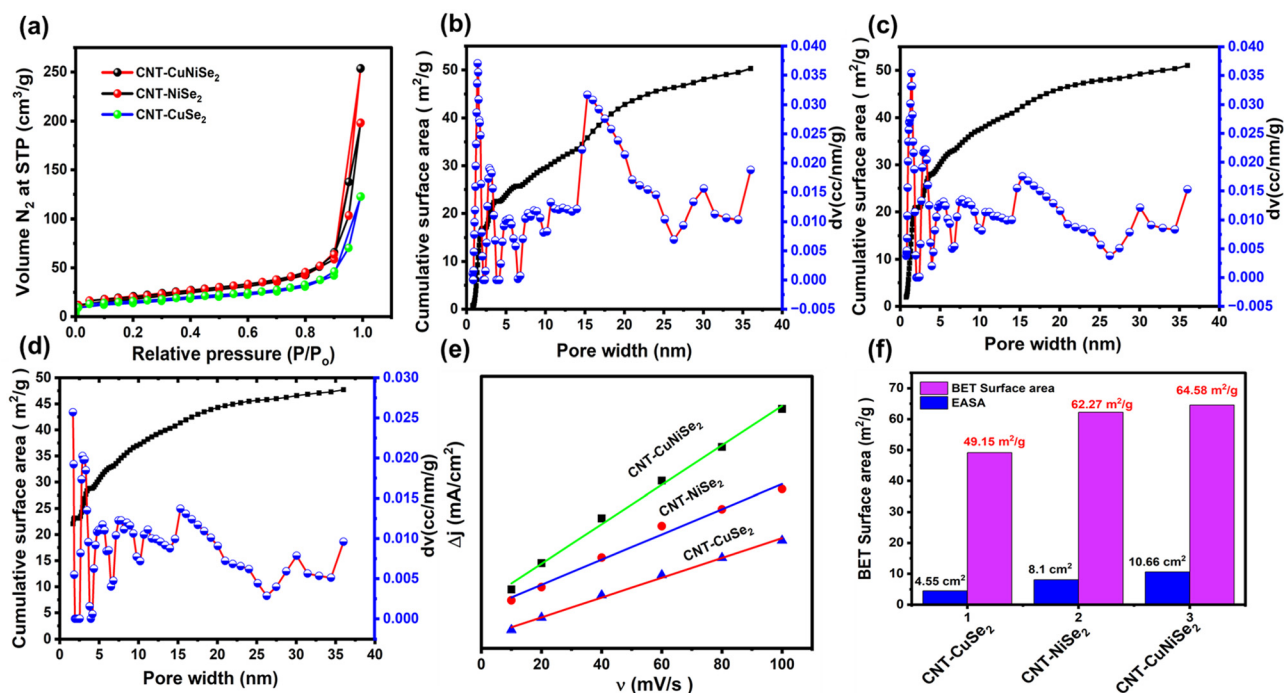 (a)
Volume N₂ at STP (cm³/g)
250
200
150
100
50
0
CNT-CuNiSe₂
CNT-NiSe₂
CNT-CuSe₂
0.0 0.2 0.4 0.6 0.8 1.0
Relative pressure (P/Pₒ)
(b)
Cumulative surface area ( m²/g)
50
40
30
20
10
0
0.040
0.035
0.030
0.025
0.020
0.015
0.010
0.005
0.000
−0.005
dv(cc/nm/g)
0 5 10 15 20 25 30 35 40
Pore width (nm)
(c)
Cumulative surface area ( m²/g)
50
40
30
20
10
0
0.040
0.035
0.030
0.025
0.020
0.015
0.010
0.005
0.000
−0.005
dv(cc/nm/g)
0 5 10 15 20 25 30 35 40
Pore width (nm)
(d)
Cumulative surface area (m²/g)
50
45
40
35
30
25
20
15
10
5
0
0.030
0.025
0.020
0.015
0.010
0.005
0.000
dv(cc/nm/g)
0 5 10 15 20 25 30 35 40
Pore width (nm)
(e)
Δj (mA/cm²)
CNT-CuNiSe₂
CNT-NiSe₂
CNT-CuSe₂
0 20 40 60 80 100
ν (mV/s)
(f)
BET Surface area (m²/g)
70
60
50
40
30
20
10
0
BET Surface area
EASA
49.15 m²/g
62.27 m²/g
64.58 m²/g
4.55 cm²
8.1 cm²
10.66 cm²
1 2 3
CNT-CuSe₂
CNT-NiSe₂
CNT-CuNiSe₂